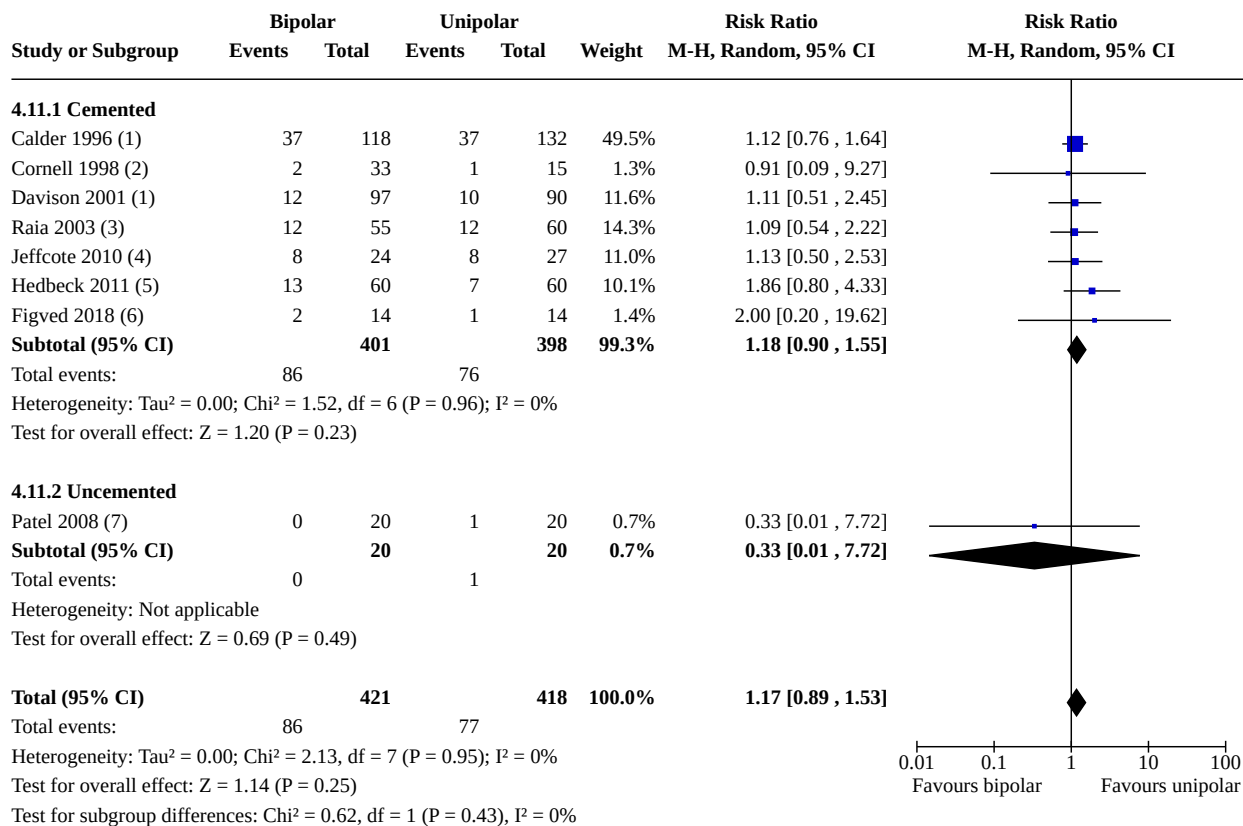 Bipolar Unipolar Risk Ratio Risk Ratio
Study or Subgroup Events Total Events Total Weight M-H, Random, 95% CI M-H, Random, 95% CI
4.11.1 Cemented
Calder 1996 (1) 37 118 37 132 49.5% 1.12 [0.76 , 1.64]
Cornell 1998 (2) 2 33 1 15 1.3% 0.91 [0.09 , 9.27]
Davison 2001 (1) 12 97 10 90 11.6% 1.11 [0.51 , 2.45]
Raia 2003 (3) 12 55 12 60 14.3% 1.09 [0.54 , 2.22]
Jeffcote 2010 (4) 8 24 8 27 11.0% 1.13 [0.50 , 2.53]
Hedbeck 2011 (5) 13 60 7 60 10.1% 1.86 [0.80 , 4.33]
Figved 2018 (6) 2 14 1 14 1.4% 2.00 [0.20 , 19.62]
Subtotal (95% CI) 401 398 99.3% 1.18 [0.90 , 1.55]
Total events: 86 76
Heterogeneity: Tau² = 0.00; Chi² = 1.52, df = 6 (P = 0.96); I² = 0%
Test for overall effect: Z = 1.20 (P = 0.23)
4.11.2 Uncemented
Patel 2008 (7) 0 20 1 20 0.7% 0.33 [0.01 , 7.72]
Subtotal (95% CI) 20 20 0.7% 0.33 [0.01 , 7.72]
Total events: 0 1
Heterogeneity: Not applicable
Test for overall effect: Z = 0.69 (P = 0.49)
Total (95% CI) 421 418 100.0% 1.17 [0.89 , 1.53]
Total events: 86 77
Heterogeneity: Tau² = 0.00; Chi² = 2.13, df = 7 (P = 0.95); I² = 0%
0.01 0.1 1 10 100
Test for overall effect: Z = 1.14 (P = 0.25)
Favours bipolar Favours unipolar
Test for subgroup differences: Chi² = 0.62, df = 1 (P = 0.43), I² = 0%